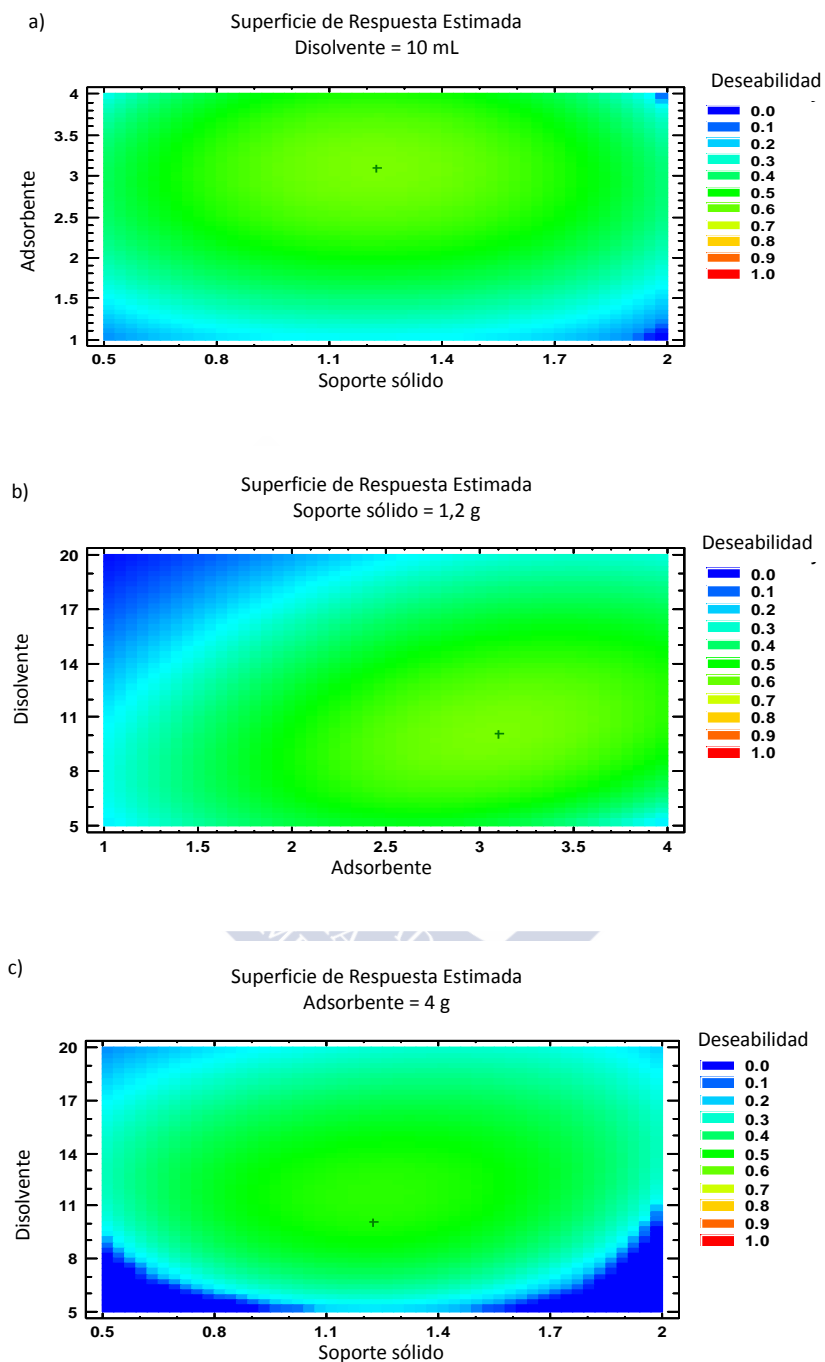 a)
Superficie de Respuesta Estimada
Disolvente = 10 mL
Deseabilidad
0.0
0.1
0.2
0.3
0.4
0.5
0.6
0.7
0.8
0.9
1.0
Adsorbente
4
3.5
3
2.5
2
1.5
1
0.5 0.8 1.1 1.4 1.7 2
Soporte sólido
b)
Superficie de Respuesta Estimada
Soporte sólido = 1,2 g
Deseabilidad
0.0
0.1
0.2
0.3
0.4
0.5
0.6
0.7
0.8
0.9
1.0
Disolvente
20
17
14
11
8
5
1 1.5 2 2.5 3 3.5 4
Adsorbente
c)
Superficie de Respuesta Estimada
Adsorbente = 4 g
Deseabilidad
0.0
0.1
0.2
0.3
0.4
0.5
0.6
0.7
0.8
0.9
1.0
Disolvente
20
17
14
11
8
5
0.5 0.8 1.1 1.4 1.7 2
Soporte sólido